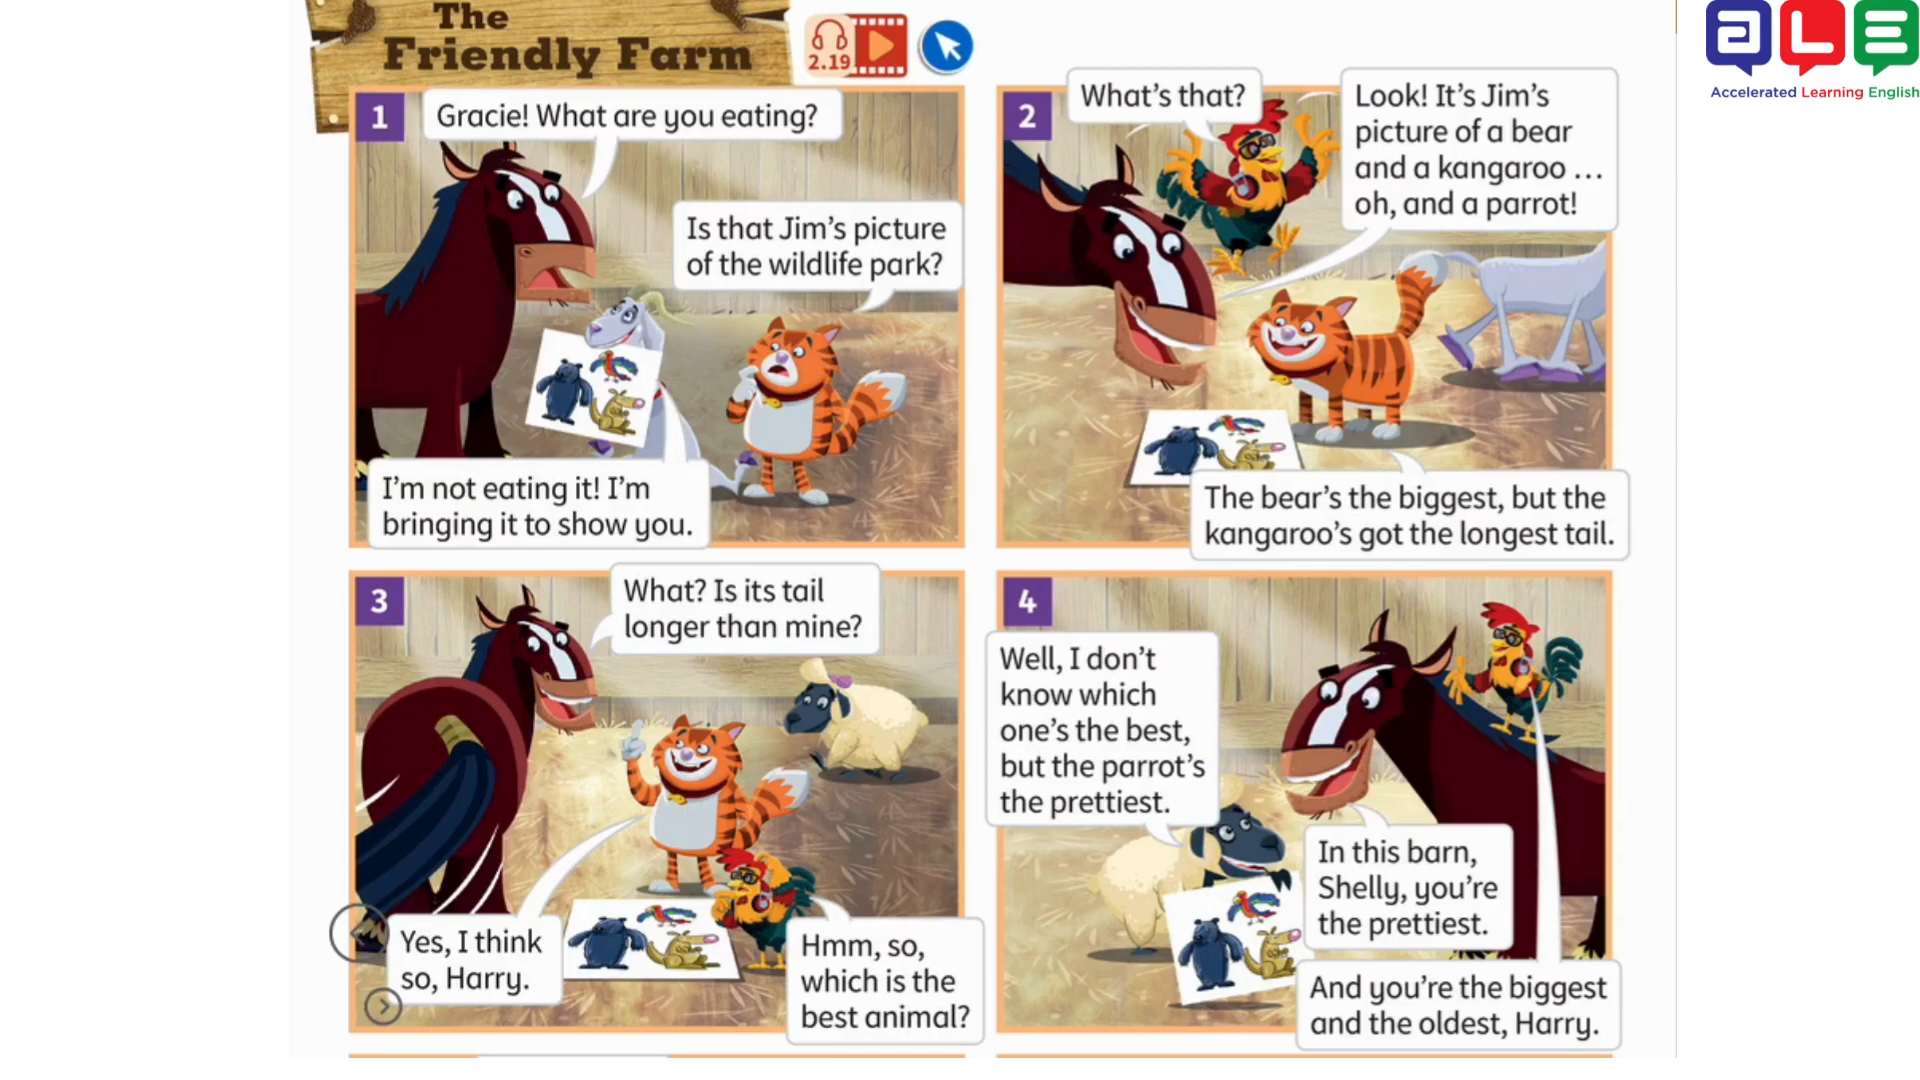 The
Friendly Farm
2.19
aLE
Accelerated Learning English
1
Gracie! What are you eating?
Is that Jim's picture
of the wildlife park?
I'm not eating it! I'm
bringing it to show you.
2
What's that?
Look! It's Jim's
picture of a bear
and a kangaroo ...
oh, and a parrot!
The bear's the biggest, but the
kangaroo's got the longest tail.
3
What? Is its tail
longer than mine?
Yes, I think
so, Harry.
Hmm, so,
which is the
best animal?
4
Well, I don't
know which
one's the best,
but the parrot's
the prettiest.
In this barn,
Shelly, you're
the prettiest.
And you're the biggest
and the oldest, Harry.